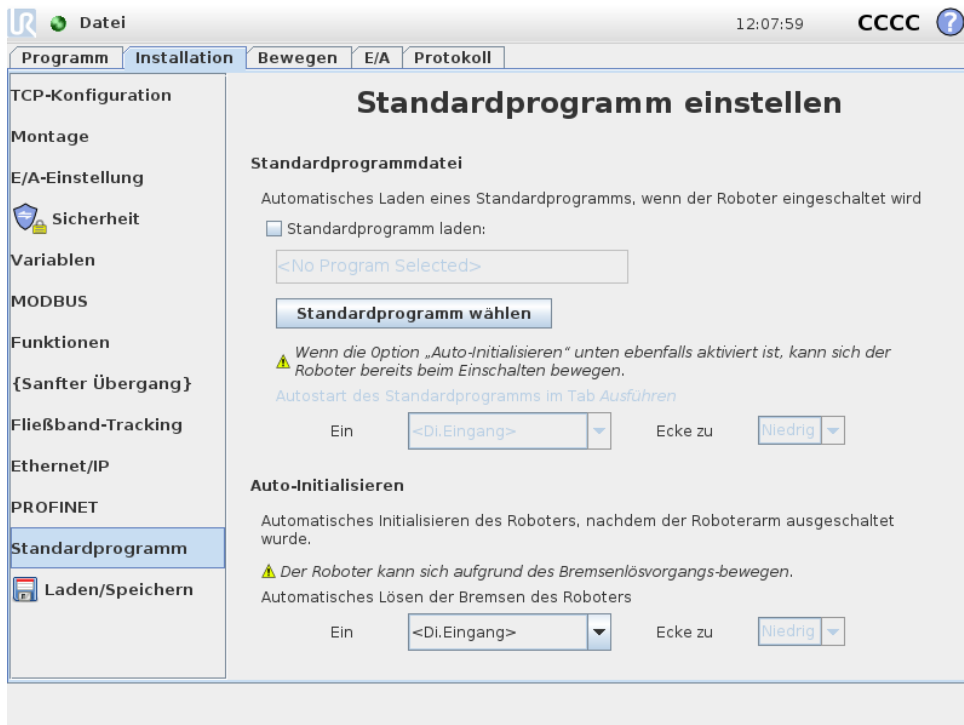 UR Datei 12:07:59 CCCC ?
Programm Installation Bewegen E/A Protokoll
TCP-Konfiguration
Montage
E/A-Einstellung
Sicherheit
Variablen
MODBUS
Funktionen
{Sanfter Übergang}
Fließband-Tracking
Ethernet/IP
PROFINET
Standardprogramm
Laden/Speichern
Standardprogramm einstellen
Standardprogrammdatei
Automatisches Laden eines Standardprogramms, wenn der Roboter eingeschaltet wird
Standardprogramm laden:
<No Program Selected>
Standardprogramm wählen
Wenn die Option „Auto-Initialisieren“ unten ebenfalls aktiviert ist, kann sich der
Roboter bereits beim Einschalten bewegen.
Autostart des Standardprogramms im Tab Ausführen
Ein <Di.Eingang> Ecke zu Niedrig
Auto-Initialisieren
Automatisches Initialisieren des Roboters, nachdem der Roboterarm ausgeschaltet
wurde.
Der Roboter kann sich aufgrund des Bremsenlösvorgangs-bewegen.
Automatisches Lösen der Bremsen des Roboters
Ein <Di.Eingang> Ecke zu Niedrig